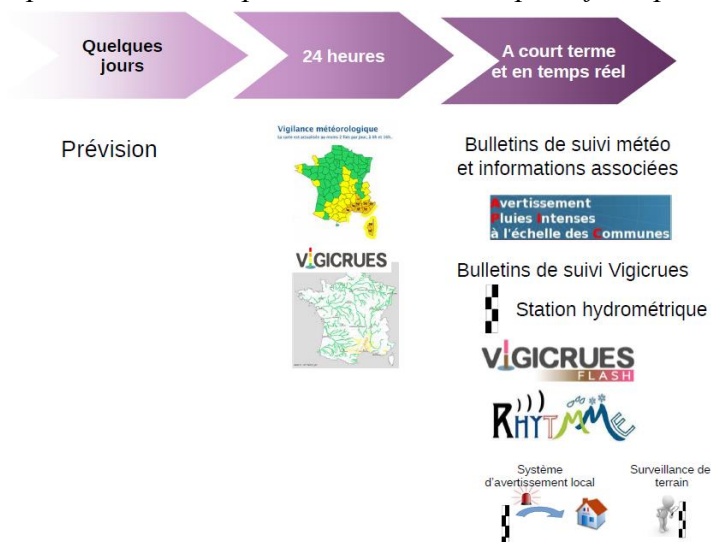 Quelques
jours
24 heures
A court terme
et en temps réel
Prévision
Vigilance météorologique
Bulletins de suivi météo
et informations associées
Avertissement
Pluies Intenses
à l'échelle des Communes
VIGICRUES
Bulletins de suivi Vigicrues
Station hydrométrique
VIGICRUES
FLASH
RHYTMME
Système
d'avertissement local
Surveillance de
terrain